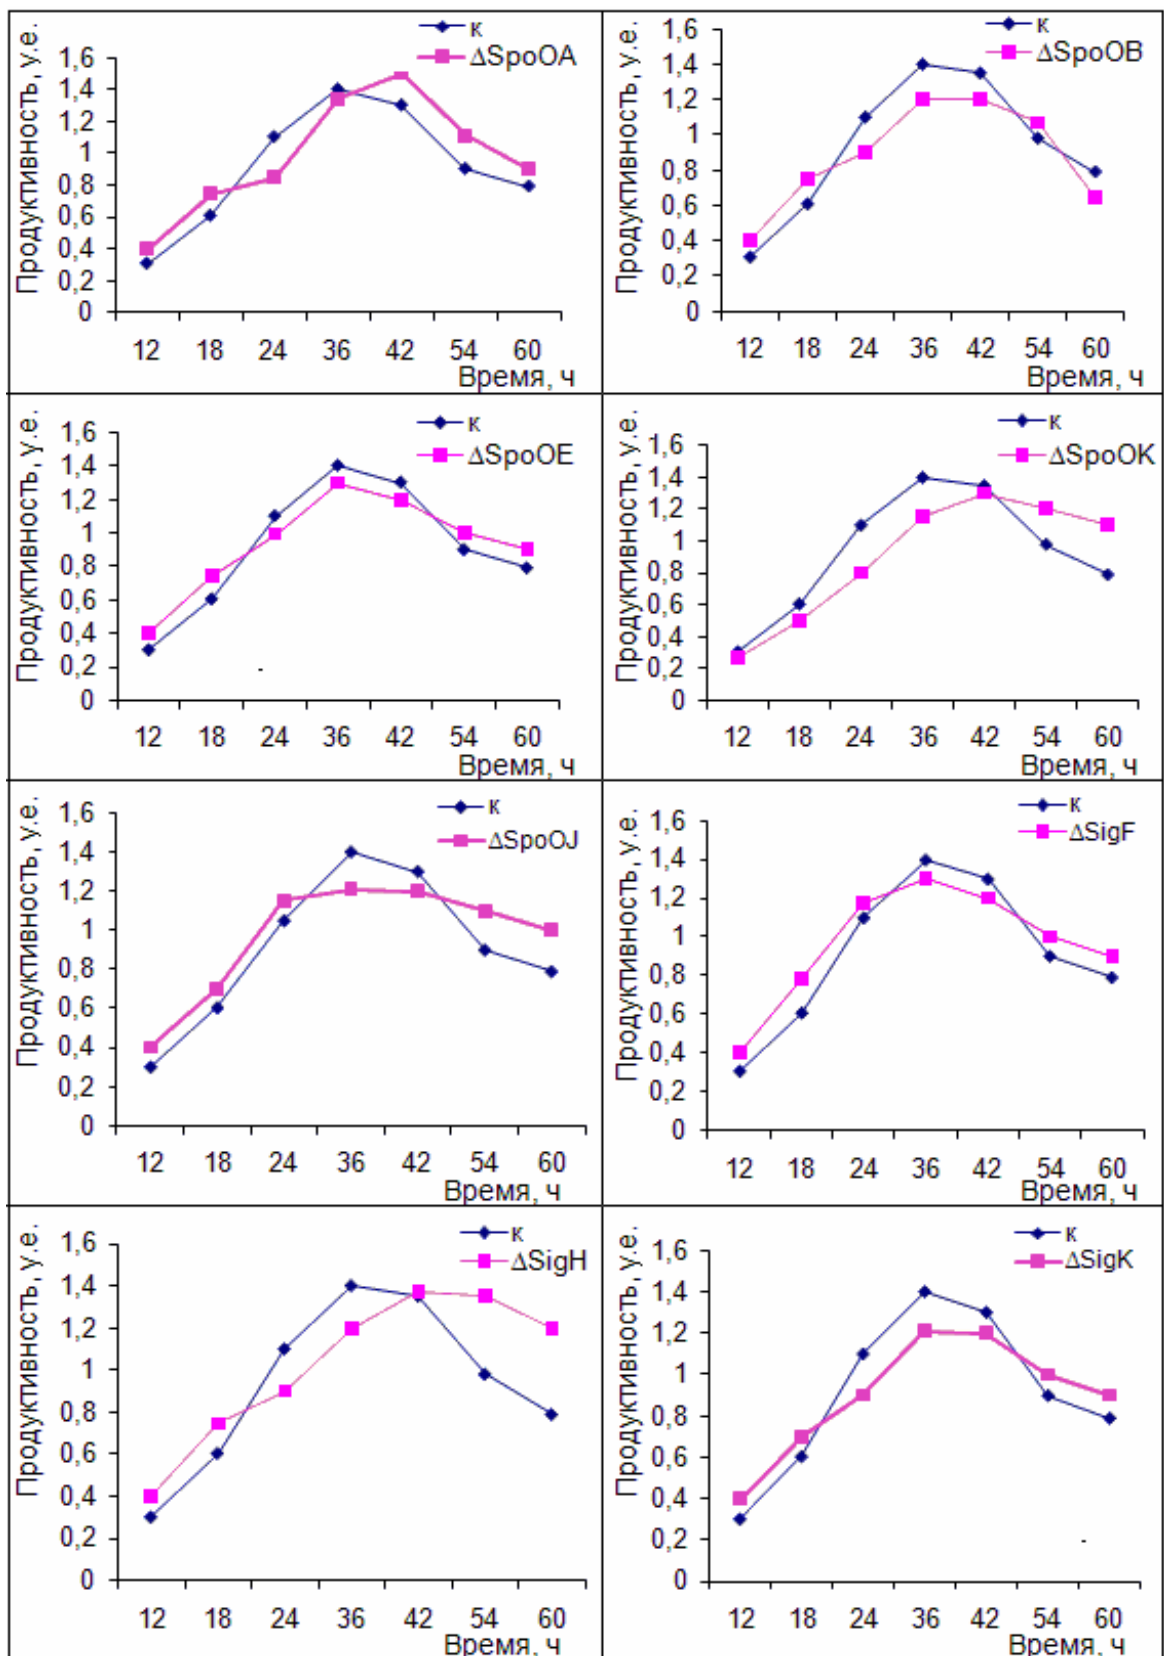 Продуктивность, у.е.
к
ΔSpoOA
1,6
1,4
1,2
1
0,8
0,6
0,4
0,2
0
12 18 24 36 42 54 60
Время, ч
Продуктивность, у.е.
к
ΔSpoOB
1,6
1,4
1,2
1
0,8
0,6
0,4
0,2
0
12 18 24 36 42 54 60
Время, ч
Продуктивность, у.е.
к
ΔSpoOE
1,6
1,4
1,2
1
0,8
0,6
0,4
0,2
0
12 18 24 36 42 54 60
Время, ч
Продуктивность, у.е.
к
ΔSpoOK
1,6
1,4
1,2
1
0,8
0,6
0,4
0,2
0
12 18 24 36 42 54 60
Время, ч
Продуктивность, у.е.
к
ΔSpoOJ
1,6
1,4
1,2
1
0,8
0,6
0,4
0,2
0
12 18 24 36 42 54 60
Время, ч
Продуктивность, у.е.
к
ΔSigF
1,6
1,4
1,2
1
0,8
0,6
0,4
0,2
0
12 18 24 36 42 54 60
Время, ч
Продуктивность, у.е.
к
ΔSigH
1,6
1,4
1,2
1
0,8
0,6
0,4
0,2
0
12 18 24 36 42 54 60
Время, ч
Продуктивность, у.е.
к
ΔSigK
1,6
1,4
1,2
1
0,8
0,6
0,4
0,2
0
12 18 24 36 42 54 60
Время, ч